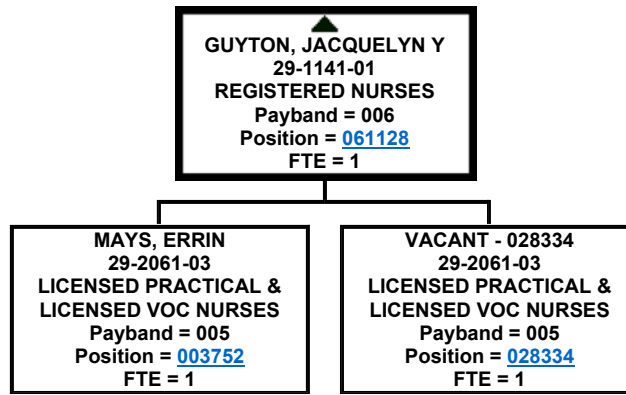 GUYTON, JACQUELYN Y
29-1141-01
REGISTERED NURSES
Payband = 006
Position = 061128
FTE = 1
MAYS, ERRIN
29-2061-03
LICENSED PRACTICAL &
LICENSED VOC NURSES
Payband = 005
Position = 003752
FTE = 1
VACANT - 028334
29-2061-03
LICENSED PRACTICAL &
LICENSED VOC NURSES
Payband = 005
Position = 028334
FTE = 1